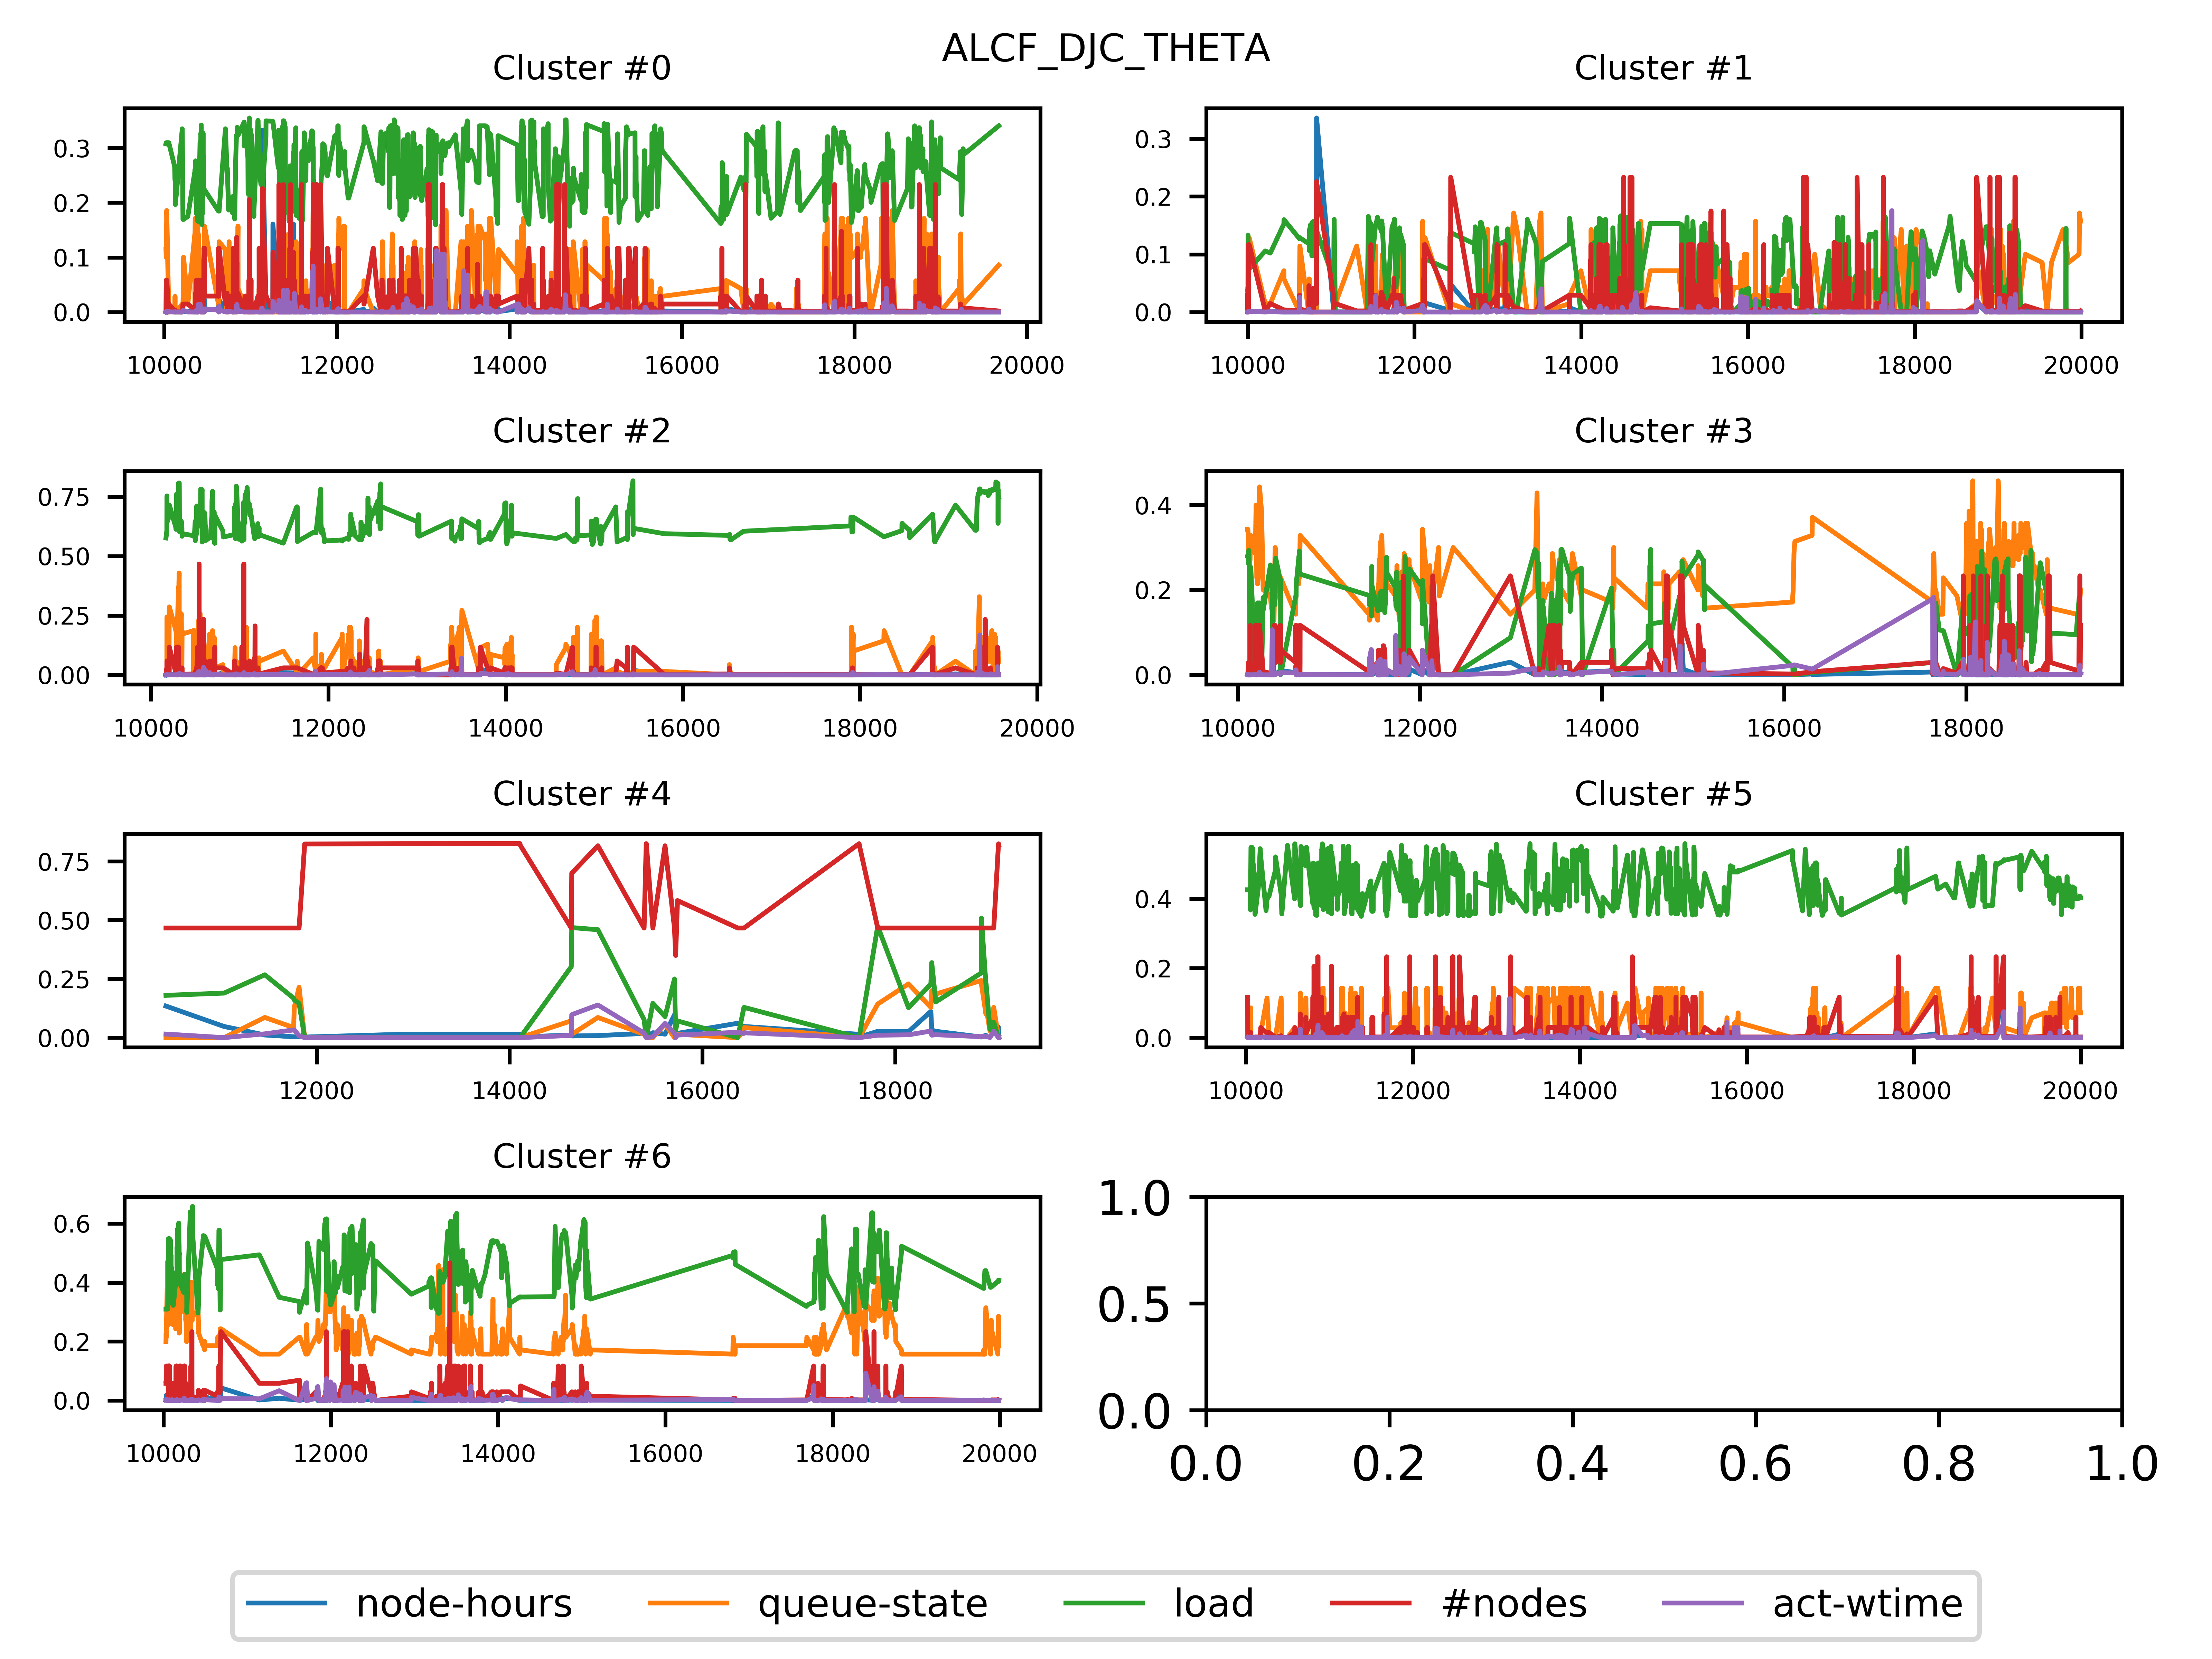 ALCF_DJC_THETA
Cluster #0
0.3
0.2
0.1
0.0
10000 12000 14000 16000 18000 20000
Cluster #1
0.3
0.2
0.1
0.0
10000 12000 14000 16000 18000 20000
Cluster #2
0.75
0.50
0.25
0.00
10000 12000 14000 16000 18000 20000
Cluster #3
0.4
0.2
0.0
10000 12000 14000 16000 18000
Cluster #4
0.75
0.50
0.25
0.00
12000 14000 16000 18000
Cluster #5
0.4
0.2
0.0
10000 12000 14000 16000 18000 20000
Cluster #6
0.6
0.4
0.2
0.0
10000 12000 14000 16000 18000 20000
1.0
0.5
0.0
0.0 0.2 0.4 0.6 0.8 1.0
node-hours queue-state load #nodes act-wtime